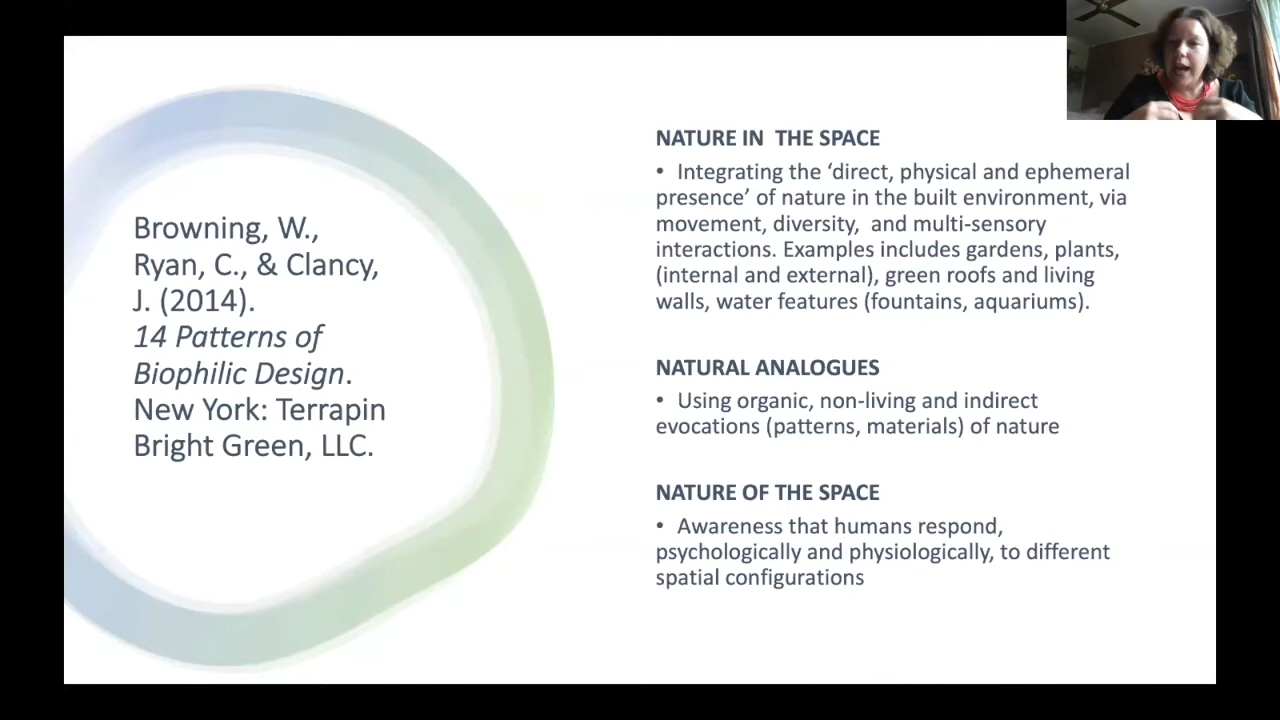 Browning, W.,
Ryan, C., & Clancy,
J. (2014).
14 Patterns of
Biophilic Design.
New York: Terrapin
Bright Green, LLC.
NATURE IN  THE SPACE
• Integrating the ‘direct, physical and ephemeral
presence’ of nature in the built environment, via
movement, diversity,  and multi-sensory
interactions. Examples includes gardens, plants,
(internal and external), green roofs and living
walls, water features (fountains, aquariums).
NATURAL ANALOGUES
• Using organic, non-living and indirect
evocations (patterns, materials) of nature
NATURE OF THE SPACE
• Awareness that humans respond,
psychologically and physiologically, to different
spatial configurations